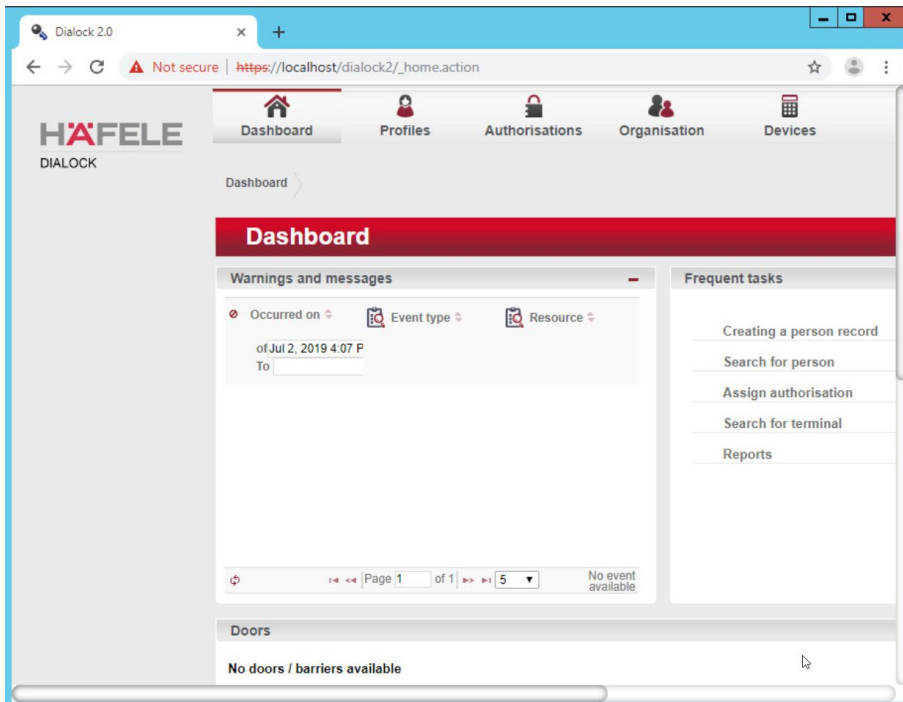 Dialock 2.0
Not secure | https://localhost/dialock2/_home.action
HÄFELE
DIALOCK
Dashboard
Profiles
Authorisations
Organisation
Devices
Dashboard
Dashboard
Warnings and messages
Occurred on
Event type
Resource
of Jul 2, 2019 4:07 P
To
Page 1 of 1
5
No event
available
Frequent tasks
Creating a person record
Search for person
Assign authorisation
Search for terminal
Reports
Doors
No doors / barriers available